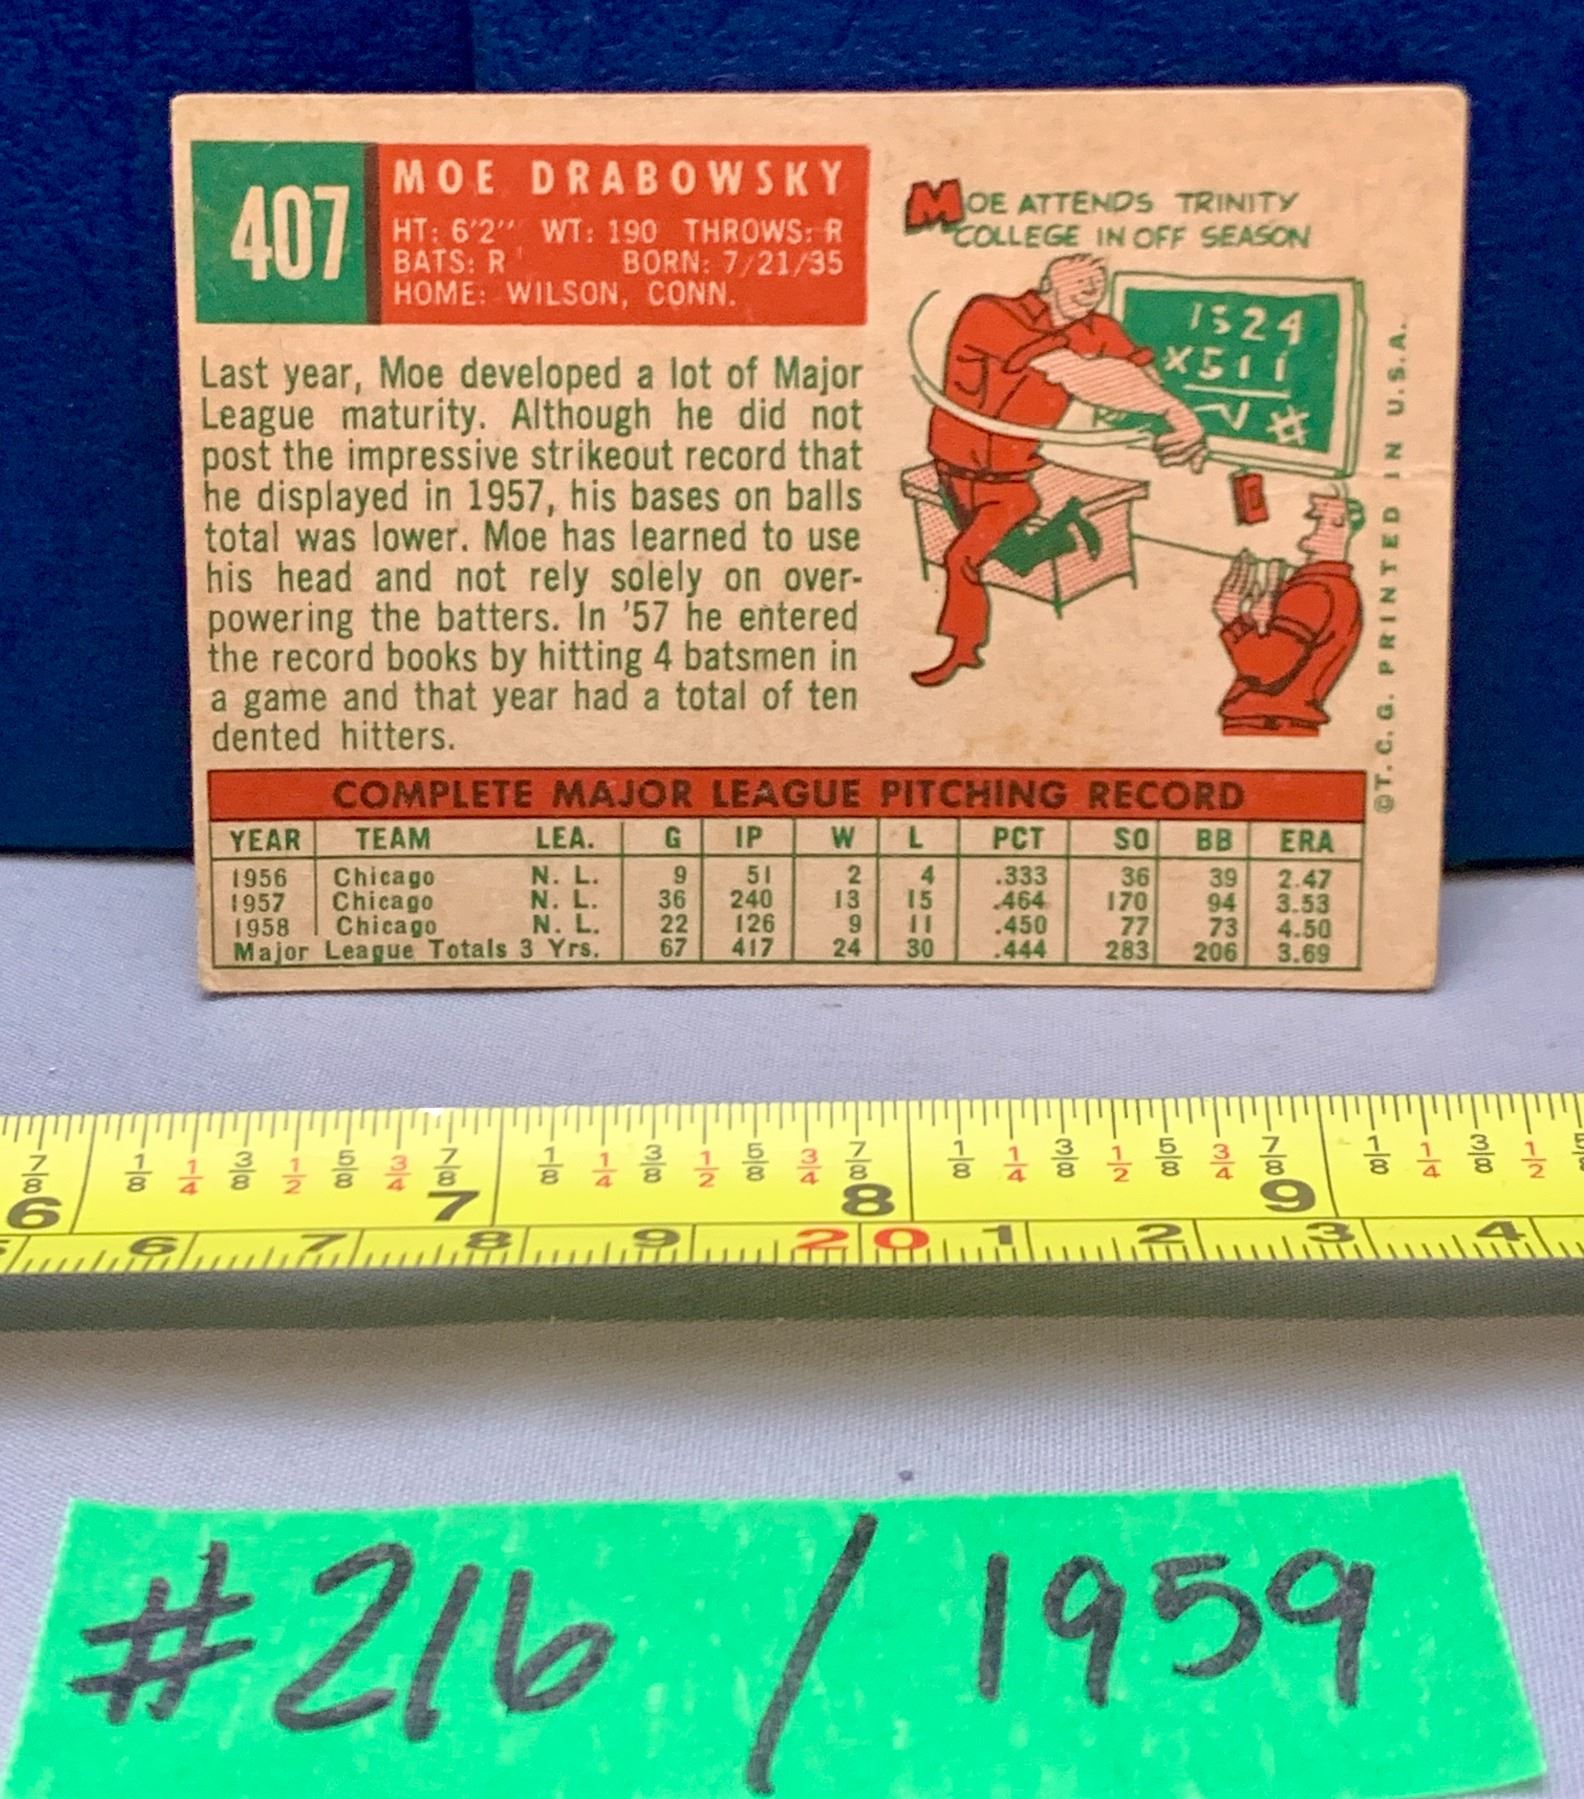 407
MOE DRABOWSKY
HT: 6'2" WT: 190 THROWS: R
BATS: R BORN: 7/21/35
HOME: WILSON, CONN.
MOE ATTENDS TRINITY
COLLEGE IN OFF SEASON
1524
X511
Last year, Moe developed a lot of Major
League maturity. Although he did not
post the impressive strikeout record that
he displayed in 1957, his bases on balls
total was lower. Moe has learned to use
his head and not rely solely on over-
powering the batters. In '57 he entered
the record books by hitting 4 batsmen in
a game and that year had a total of ten
dented hitters.
©T. C. G. PRINTED IN U.S.A.
COMPLETE MAJOR LEAGUE PITCHING RECORD
YEAR TEAM LEA. G IP W L PCT SO BB ERA
1956 Chicago N. L. 9 51 2 4 .333 36 39 2.47
1957 Chicago N. L. 36 240 13 15 .464 170 94 3.53
1958 Chicago N. L. 22 126 9 11 .450 77 73 4.50
Major League Totals 3 Yrs. 67 417 24 30 .444 283 206 3.69
7/8 1/8 1/4 3/8 1/2 5/8 3/4 7/8 1/8 1/4 3/8 1/2 5/8 3/4 7/8 1/8 1/4 3/8 1/2 5/8 3/4 7/8 1/8 1/4 3/8 1/2
6 7 8 9
6 7 8 9 20 1 2 3 4
#216 / 1959